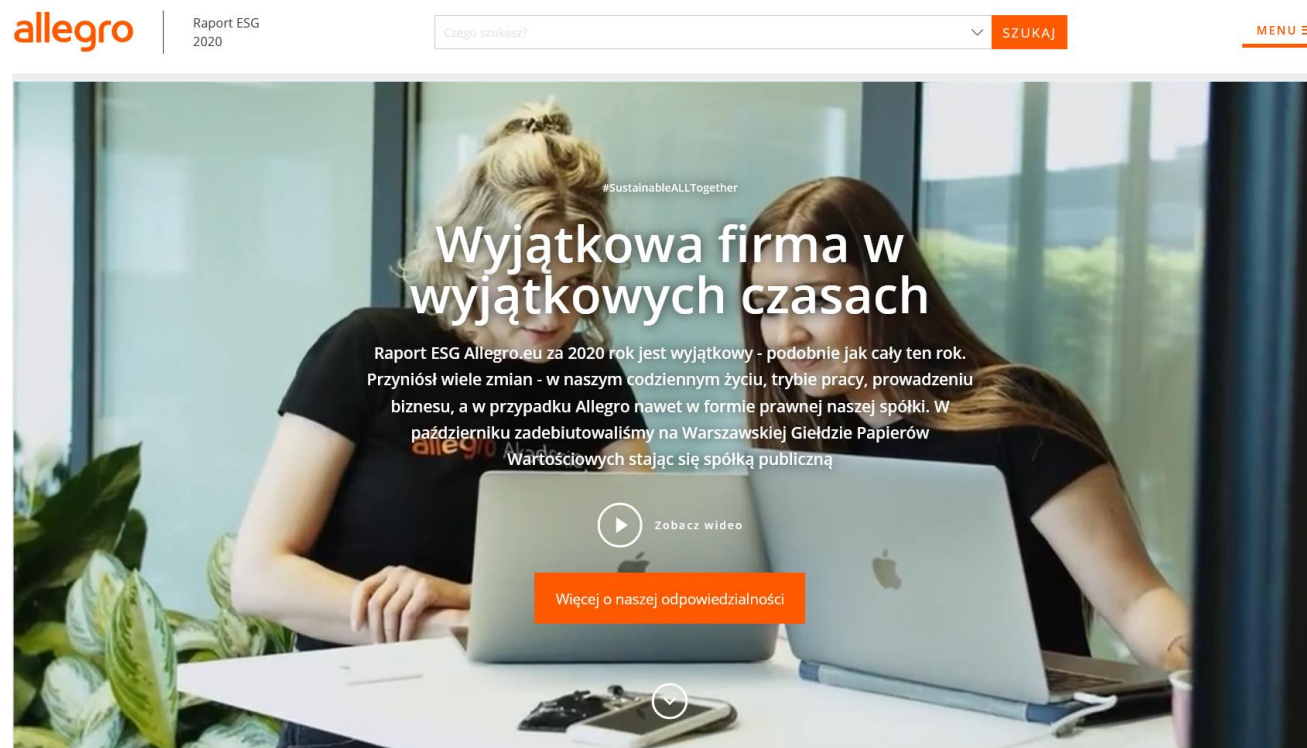 allegro
Raport ESG
2020
Czego szukasz?
SZUKAJ
MENU
#SustainableALLTogether
Wyjątkowa firma w
wyjątkowych czasach
Raport ESG Allegro.eu za 2020 rok jest wyjątkowy - podobnie jak cały ten rok.
Przyniósł wiele zmian - w naszym codziennym życiu, trybie pracy, prowadzeniu
biznesu, a w przypadku Allegro nawet w formie prawnej naszej spółki. W
październiku zadebiutowaliśmy na Warszawskiej Giełdzie Papierów
allegro
Wartościowych stając się spółką publiczną
Zobacz wideo
Więcej o naszej odpowiedzialności